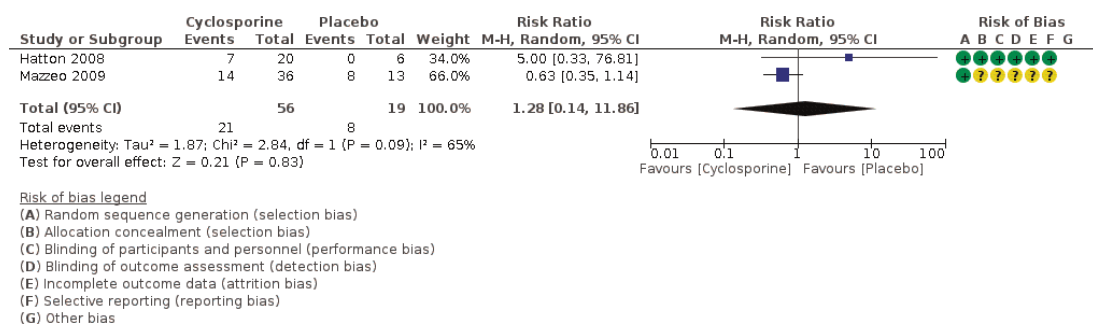 Cyclosporine Placebo Risk Ratio Risk Ratio Risk of Bias
Study or Subgroup Events Total Events Total Weight M-H, Random, 95% CI M-H, Random, 95% CI A B C D E F G
Hatton 2008 7 20 0 6 34.0% 5.00 [0.33, 76.81] + + + + + +
Mazzeo 2009 14 36 8 13 66.0% 0.63 [0.35, 1.14] + ? ? ? ? ?
Total (95% CI) 56 19 100.0% 1.28 [0.14, 11.86]
Total events 21 8
Heterogeneity: Tau² = 1.87; Chi² = 2.84, df = 1 (P = 0.09); I² = 65%
Test for overall effect: Z = 0.21 (P = 0.83)
0.01 0.1 1 10 100
Favours [Cyclosporine] Favours [Placebo]
Risk of bias legend
(A) Random sequence generation (selection bias)
(B) Allocation concealment (selection bias)
(C) Blinding of participants and personnel (performance bias)
(D) Blinding of outcome assessment (detection bias)
(E) Incomplete outcome data (attrition bias)
(F) Selective reporting (reporting bias)
(G) Other bias